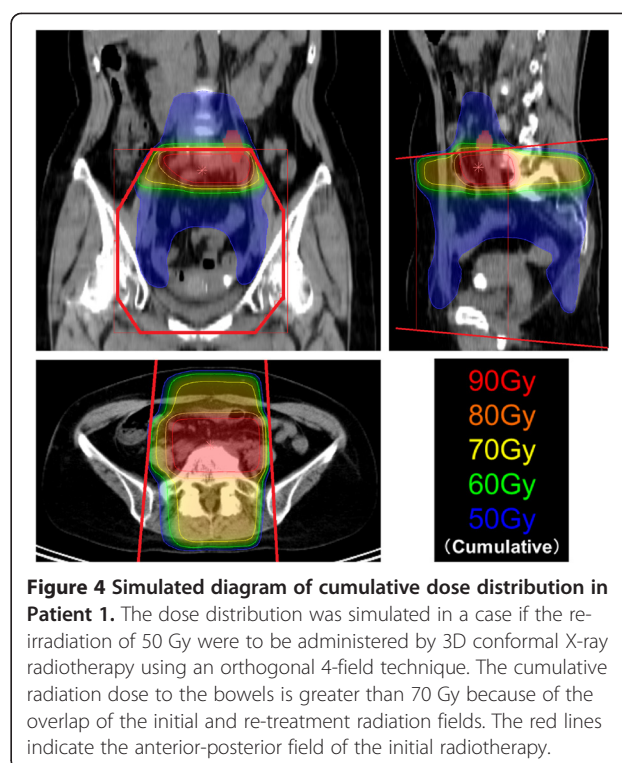 90Gy
80Gy
70Gy
60Gy
50Gy
(Cumulative)
Figure 4 Simulated diagram of cumulative dose distribution in
Patient 1. The dose distribution was simulated in a case if the re-
irradiation of 50 Gy were to be administered by 3D conformal X-ray
radiotherapy using an orthogonal 4-field technique. The cumulative
radiation dose to the bowels is greater than 70 Gy because of the
overlap of the initial and re-treatment radiation fields. The red lines
indicate the anterior-posterior field of the initial radiotherapy.